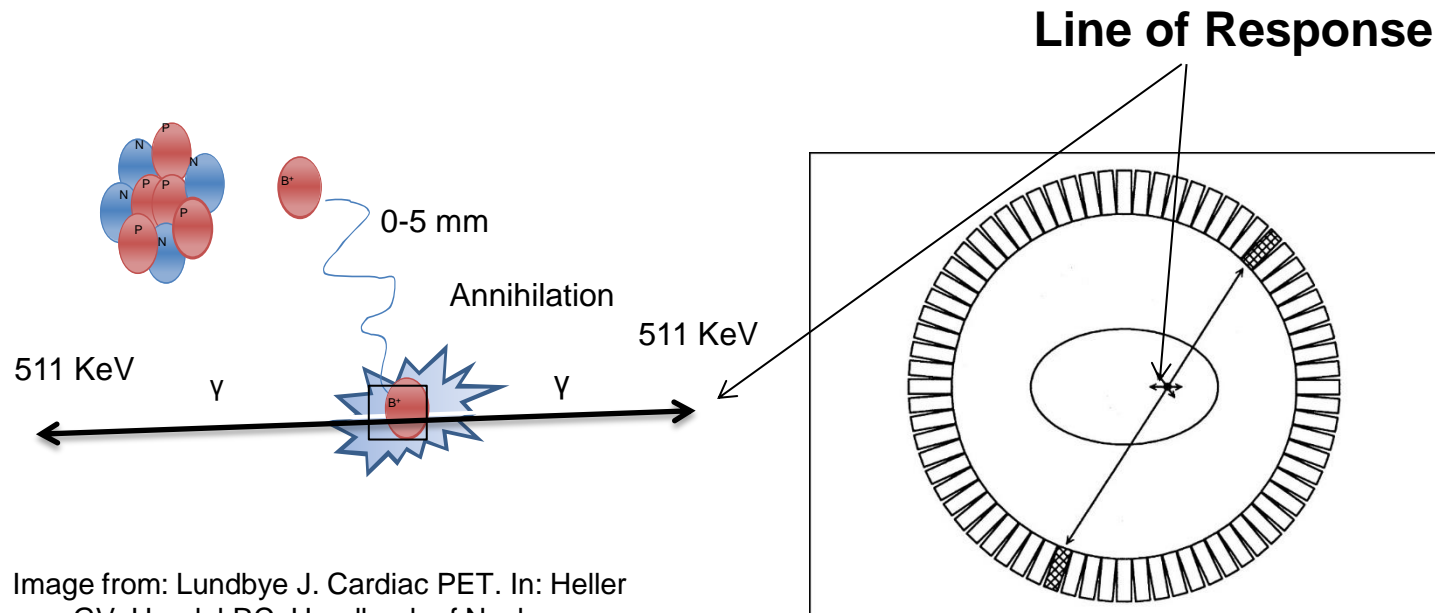 Line of Response
P
N
N
B+
P P
N
P
P
N
0-5 mm
Annihilation
511 KeV
511 KeV
γ
γ
B+
Image from: Lundbye J. Cardiac PET. In: Heller